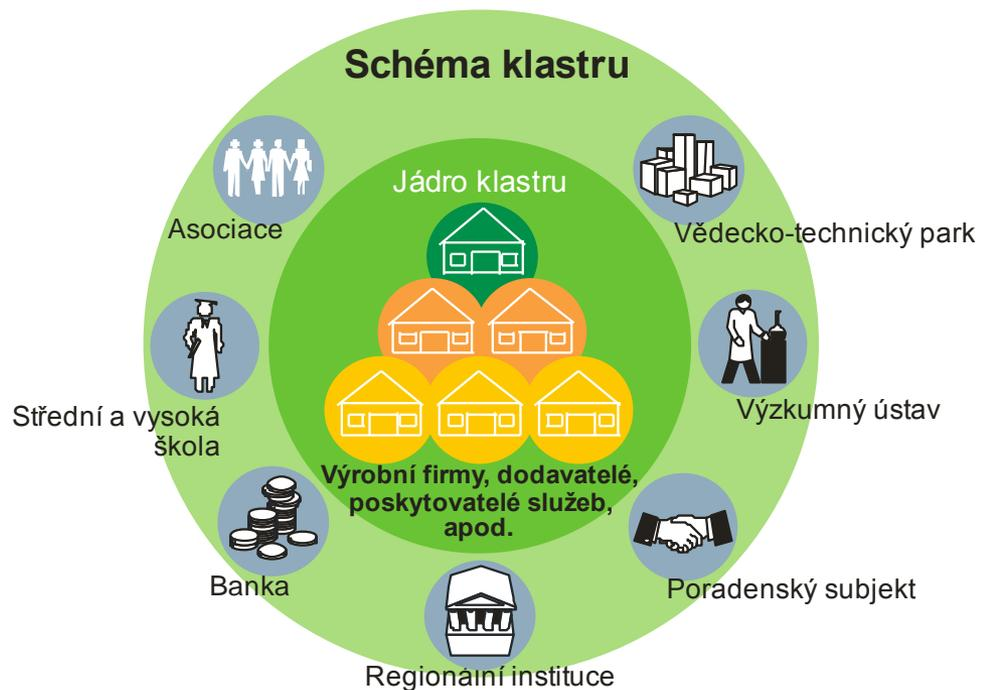 Schéma klastru
Jádro klastru
Asociace
Vědecko-technický park
Střední a vysoká
škola
Výzkumný ústav
Výrobní firmy, dodavatelé,
poskytovatelé služeb,
apod.
Banka
Poradenský subjekt
Regionální instituce